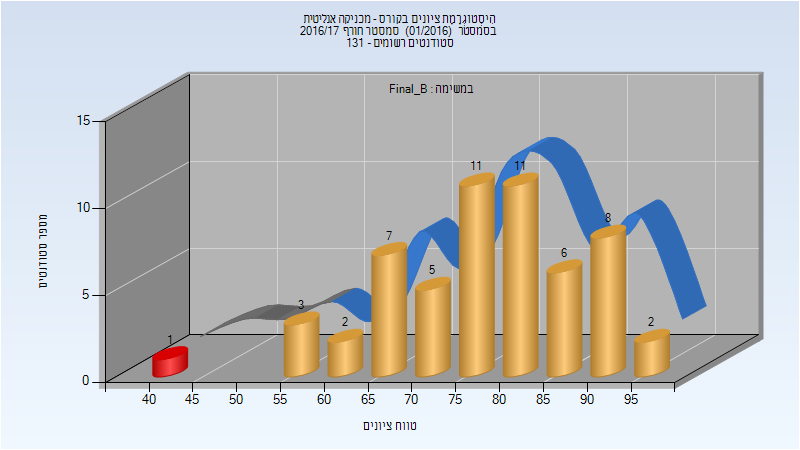 היסטוגרמת ציונים בקורס - מכניקה אנליטית
בסמסטר (01/2016) סמסטר חורף 2016/17
סטודנטים רשומים - 131
במשימה : Final_B
15
10
5
0
מספר סטודנטים
1
3
2
7
5
11
11
6
8
2
40 45 50 55 60 65 70 75 80 85 90 95
טווח ציונים